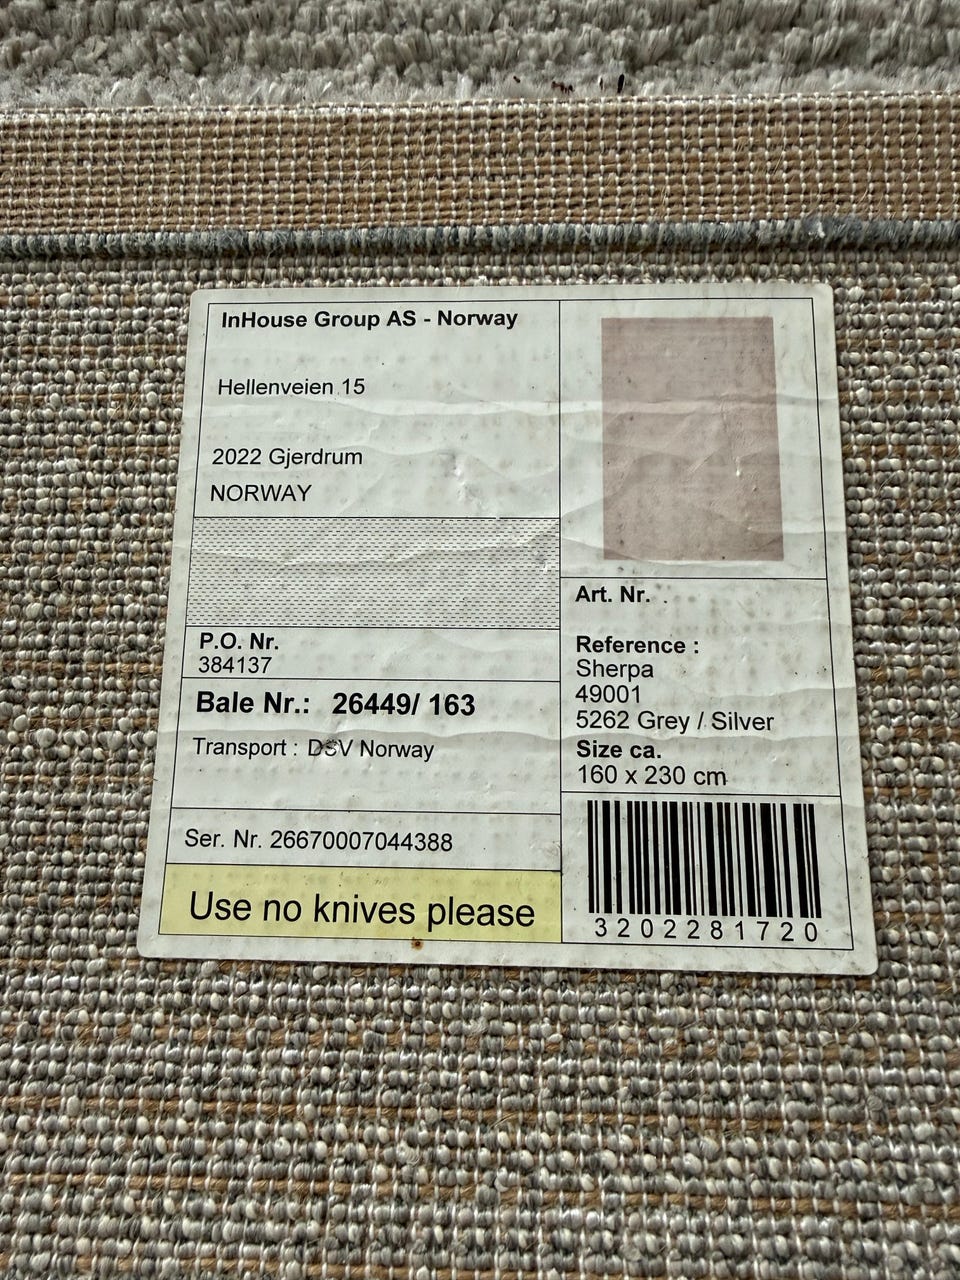 InHouse Group AS - Norway
Hellenveien 15
2022 Gjerdrum
NORWAY
P.O. Nr.
384137
Bale Nr.: 26449/ 163
Transport : DSV Norway
Ser. Nr. 26670007044388
Use no knives please
Art. Nr.
Reference :
Sherpa
49001
5262 Grey / Silver
Size ca.
160 x 230 cm
3202281720